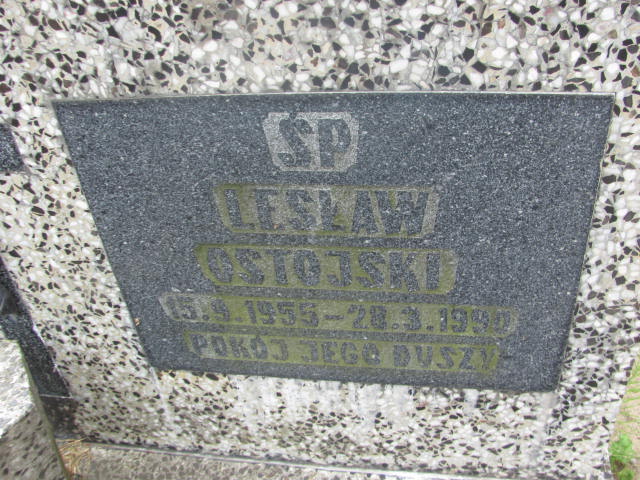 ŚP
LESŁAW
OSTOJSKI
15.9.1955-28.3.1990
POKÓJ JEGO DUSZY